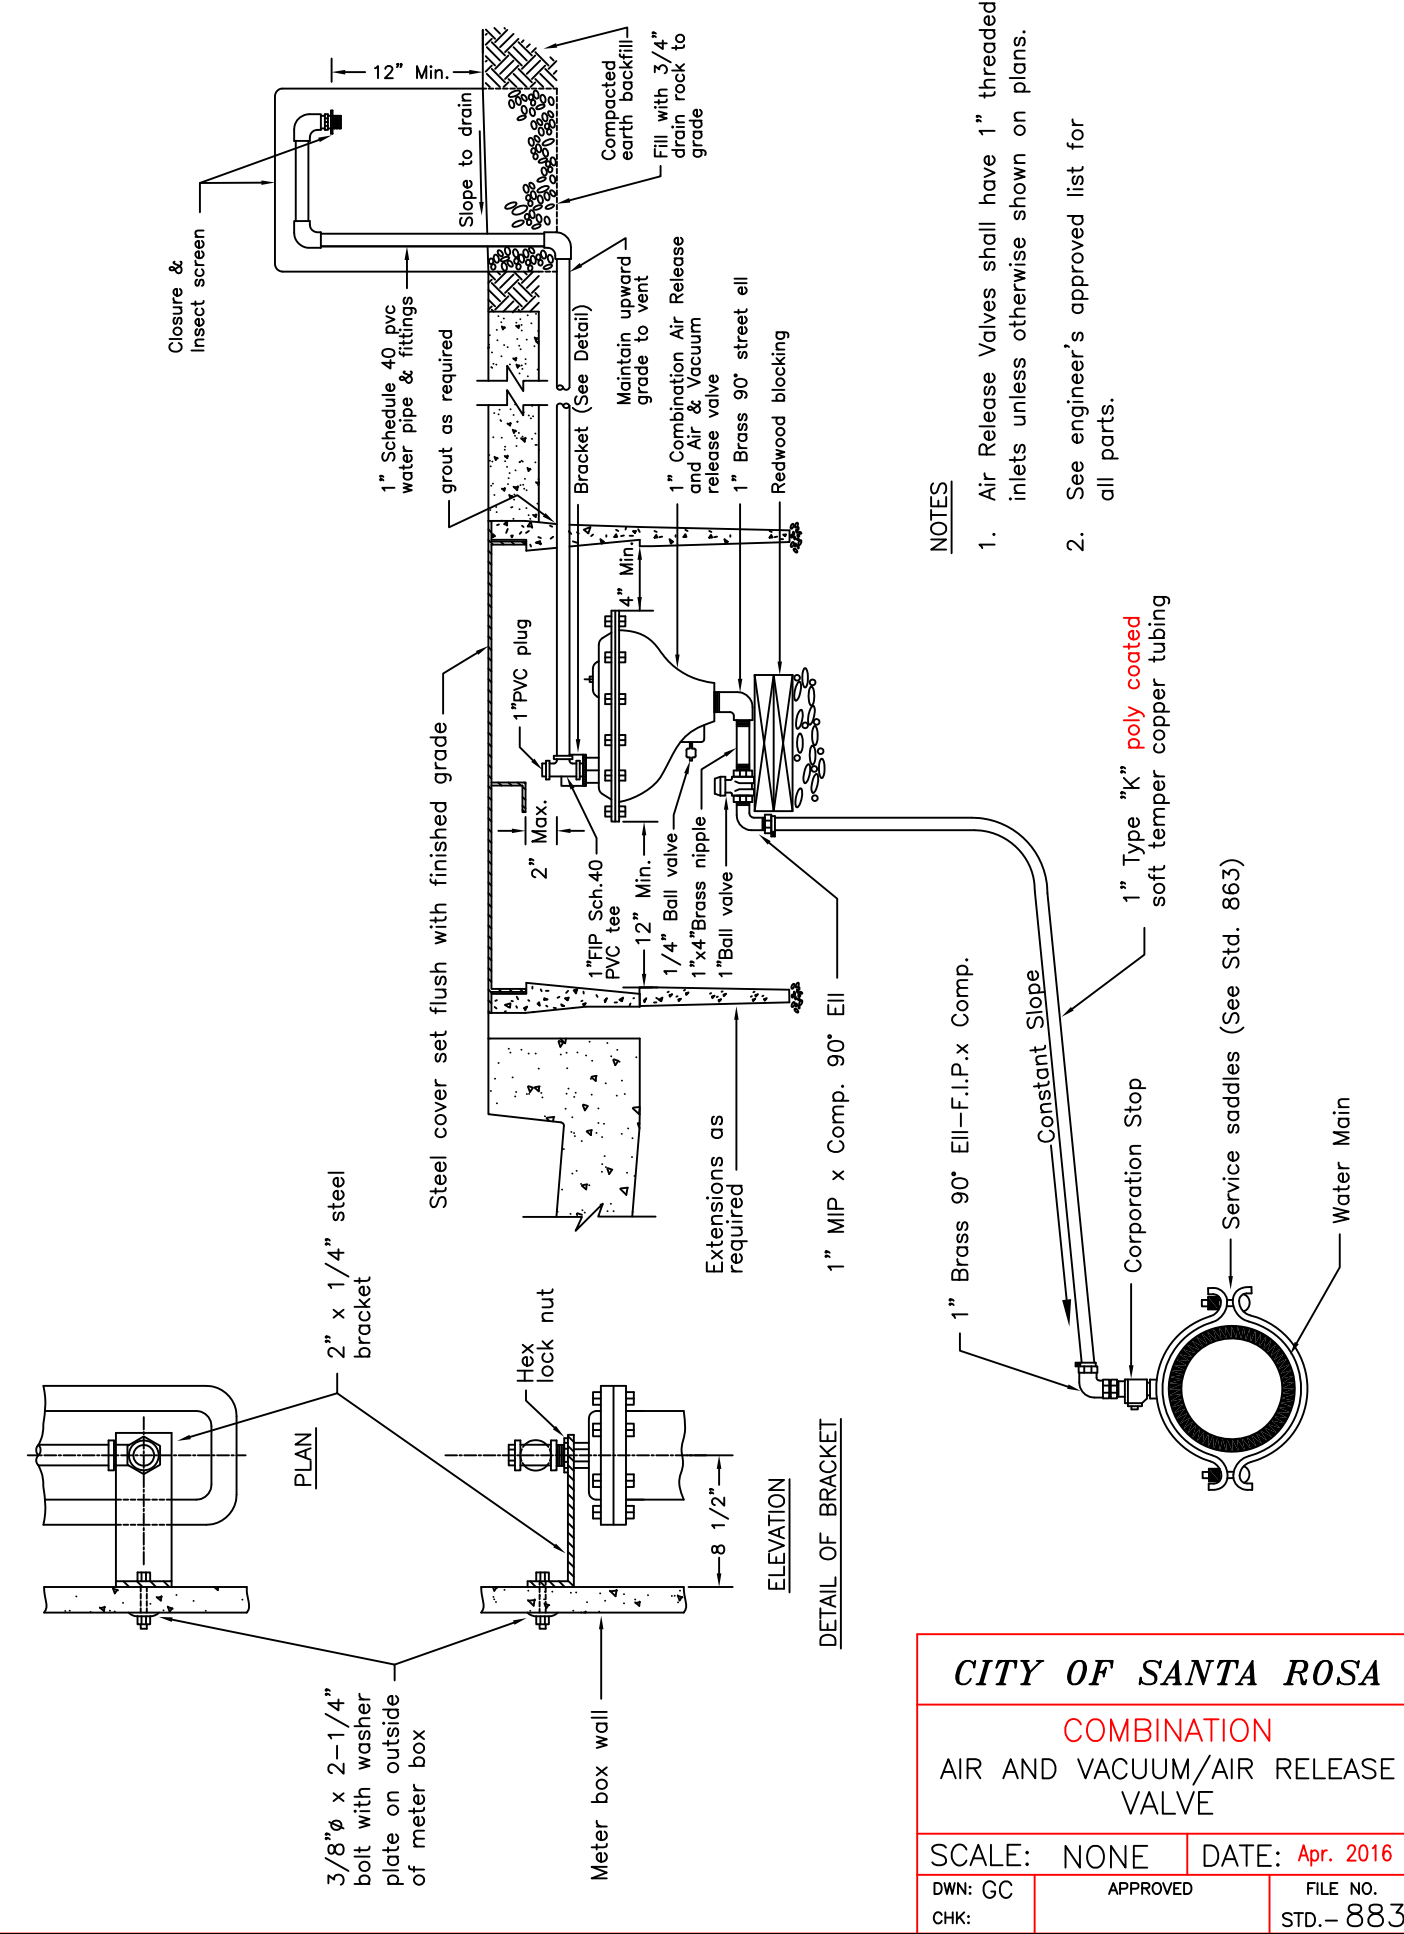 Closure &
Insect screen
12" Min.
Slope to drain
Compacted
earth backfill
Fill with 3/4"
drain rock to
grade
1" Schedule 40 pvc
water pipe & fittings
grout as required
Bracket (See Detail)
Maintain upward
grade to vent
1" Combination Air Release
and Air & Vacuum
release valve
1" Brass 90° street ell
Redwood blocking
Steel cover set flush with finished grade
1"PVC plug
4" Min.
2" Max.
1"FIP Sch.40
PVC tee
12" Min.
1/4" Ball valve
1"x4"Brass nipple
1"Ball valve
Extensions as
required
1" MIP x Comp. 90° Ell
1" Brass 90° Ell-F.I.P.x Comp.
Constant Slope
1" Type "K" poly coated
soft temper copper tubing
Corporation Stop
Service saddles (See Std. 863)
Water Main
NOTES
1. Air Release Valves shall have 1" threaded
inlets unless otherwise shown on plans.
2. See engineer's approved list for
all parts.
2" x 1/4" steel
bracket
PLAN
Hex
lock nut
8 1/2"
ELEVATION
DETAIL OF BRACKET
3/8"ø x 2-1/4"
bolt with washer
plate on outside
of meter box
Meter box wall
CITY OF SANTA ROSA
COMBINATION
AIR AND VACUUM/AIR RELEASE
VALVE
SCALE: NONE
DATE: Apr. 2016
DWN: GC
CHK:
APPROVED
FILE NO.
STD.- 883